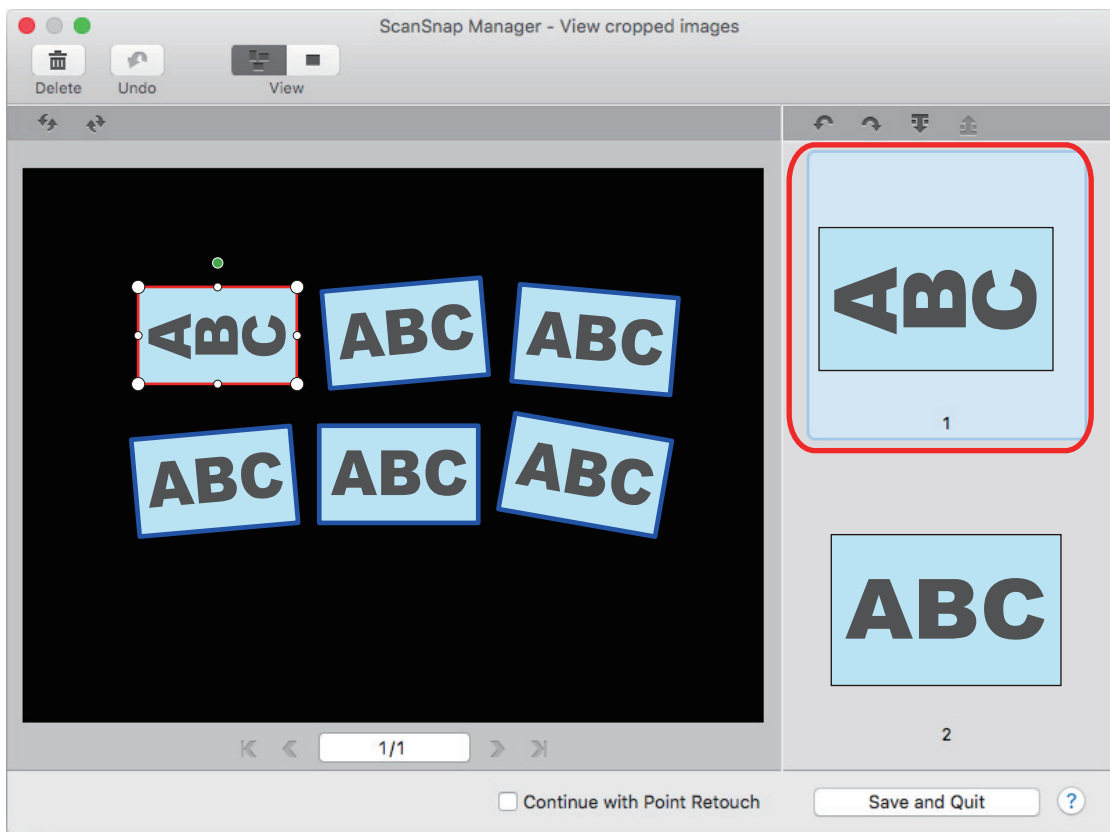 ScanSnap Manager - View cropped images
Delete Undo View
ABC ABC ABC
ABC ABC ABC
ABC
1
ABC
2
1/1
Continue with Point Retouch Save and Quit ?